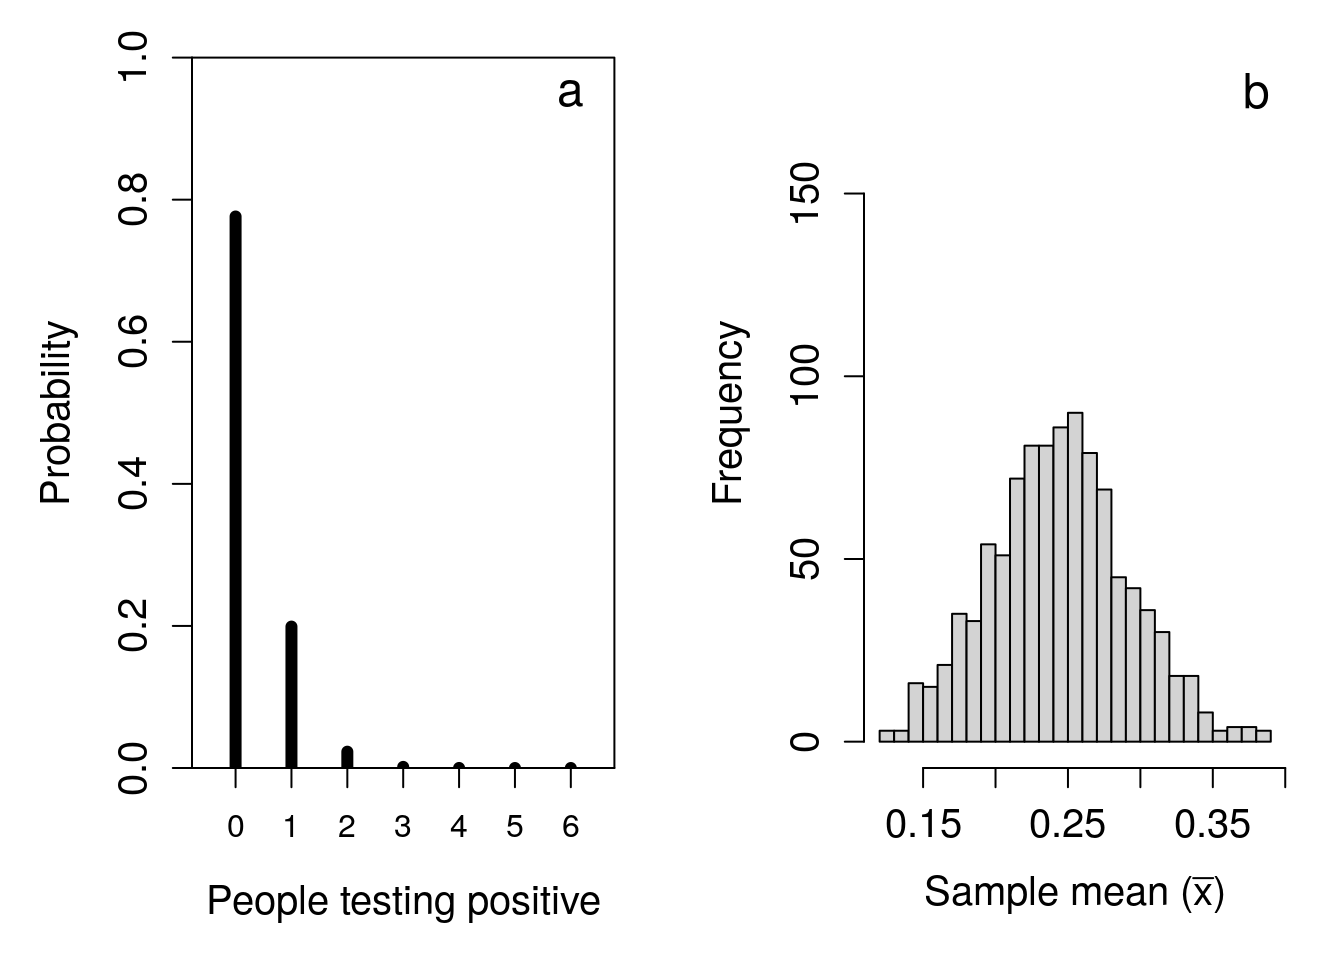 a
1.0
0.8
0.6
0.4
0.2
0.0
Probability
0 1 2 3 4 5 6
People testing positive
b
150
100
50
0
Frequency
0.15 0.25 0.35
Sample mean (x̅)